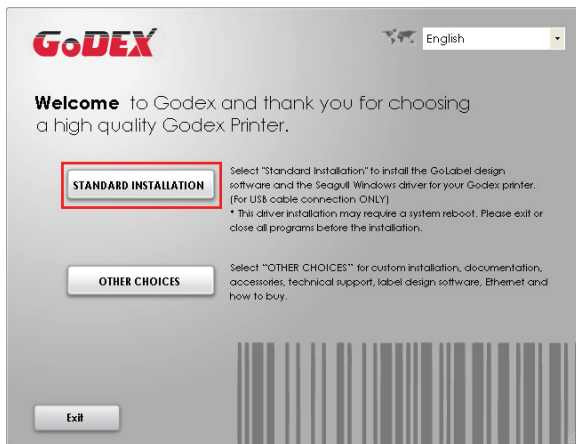 GoDEX
English
Welcome to Godex and thank you for choosing
a high quality Godex Printer.
STANDARD INSTALLATION
Select "Standard Installation" to install the GoLabel design
software and the Seagull Windows driver for your Godex printer.
(For USB cable connection ONLY)
* This driver installation may require a system reboot. Please exit or
close all programs before the installation.
OTHER CHOICES
Select “OTHER CHOICES” for custom installation, documentation,
accessories, technical support, label design software, Ethernet and
how to buy.
Exit